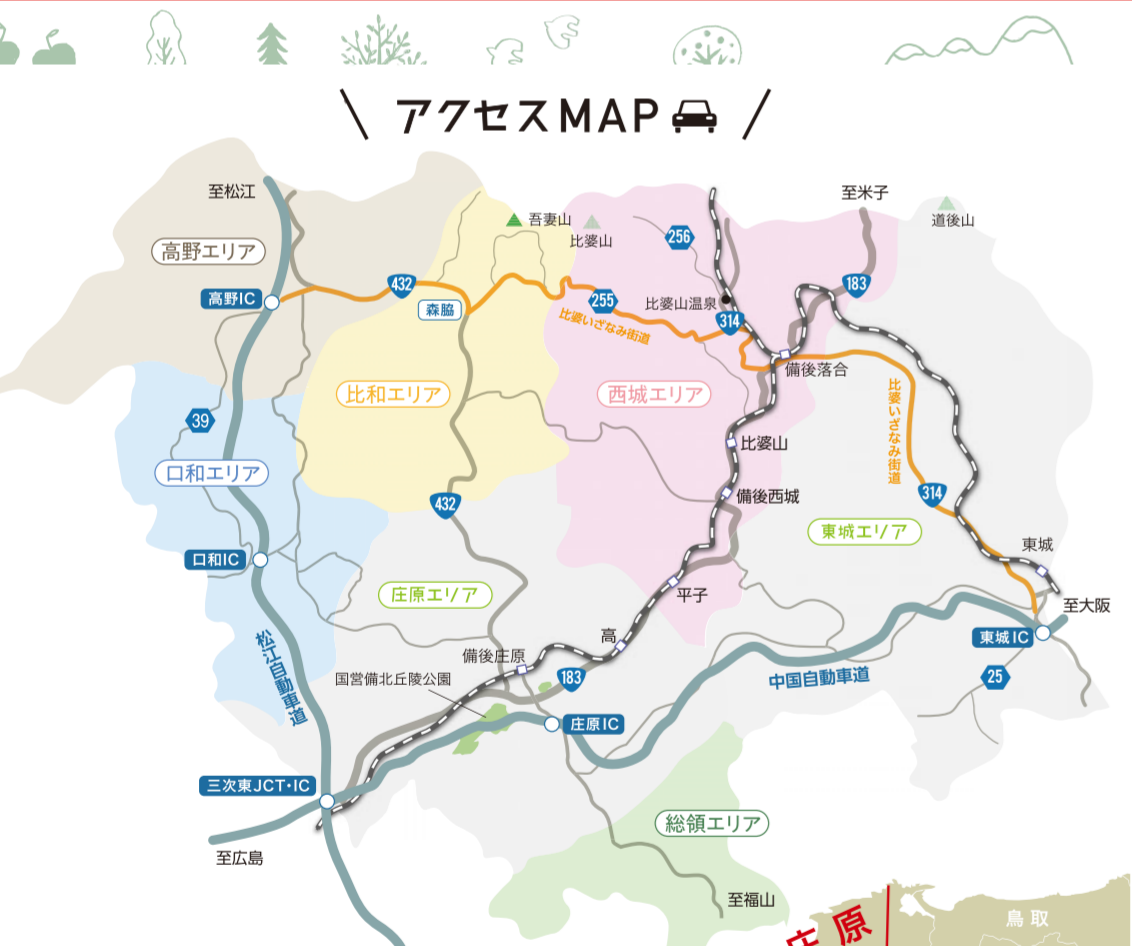 アクセスMAP
至松江
至米子
道後山
吾妻山
比婆山
256
高野エリア
432
183
高野IC
森脇
255
比婆山温泉
314
比婆いざなみ街道
備後落合
比和エリア
西城エリア
比婆いざなみ街道
39
比婆山
口和エリア
備後西城
432
314
東城エリア
東城
口和IC
庄原エリア
平子
至大阪
東城IC
高
松江自動車道
備後庄原
国営備北丘陵公園
183
中国自動車道
25
庄原IC
三次東JCT・IC
総領エリア
至広島
至福山
庄原
鳥取